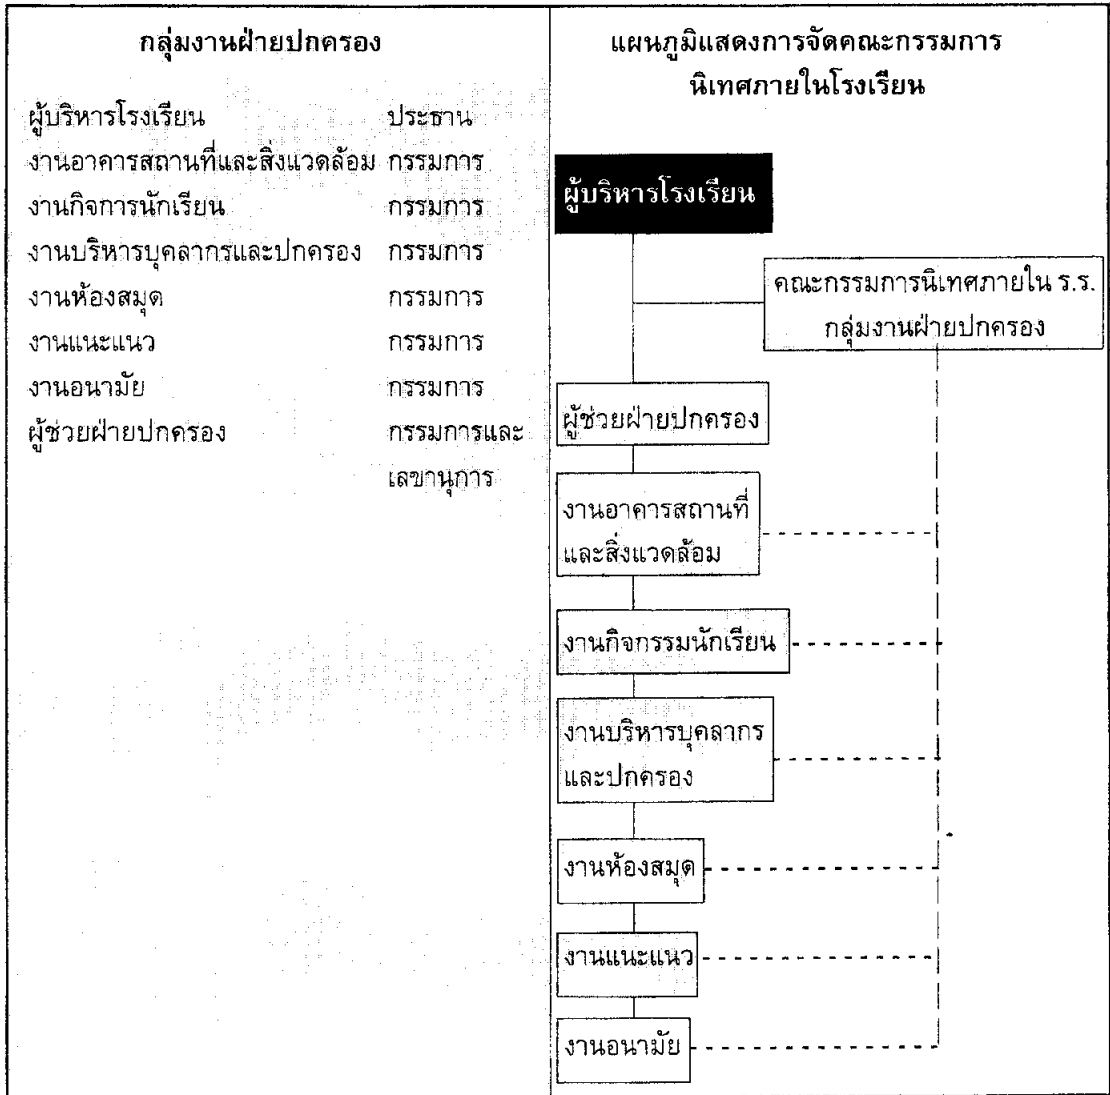 กลุ่มงานฝ่ายปกครอง
ผู้บริหารโรงเรียน ประธาน
งานอาคารสถานที่และสิ่งแวดล้อม กรรมการ
งานกิจการนักเรียน กรรมการ
งานบริหารบุคลากรและปกครอง กรรมการ
งานห้องสมุด กรรมการ
งานแนะแนว กรรมการ
งานอนามัย กรรมการ
ผู้ช่วยฝ่ายปกครอง กรรมการและ
เลขานุการ
แผนภูมิแสดงการจัดคณะกรรมการ
นิเทศภายในโรงเรียน
ผู้บริหารโรงเรียน
คณะกรรมการนิเทศภายใน ร.ร.
กลุ่มงานฝ่ายปกครอง
ผู้ช่วยฝ่ายปกครอง
งานอาคารสถานที่
และสิ่งแวดล้อม
งานกิจกรรมนักเรียน
งานบริหารบุคลากร
และปกครอง
งานห้องสมุด
งานแนะแนว
งานอนามัย